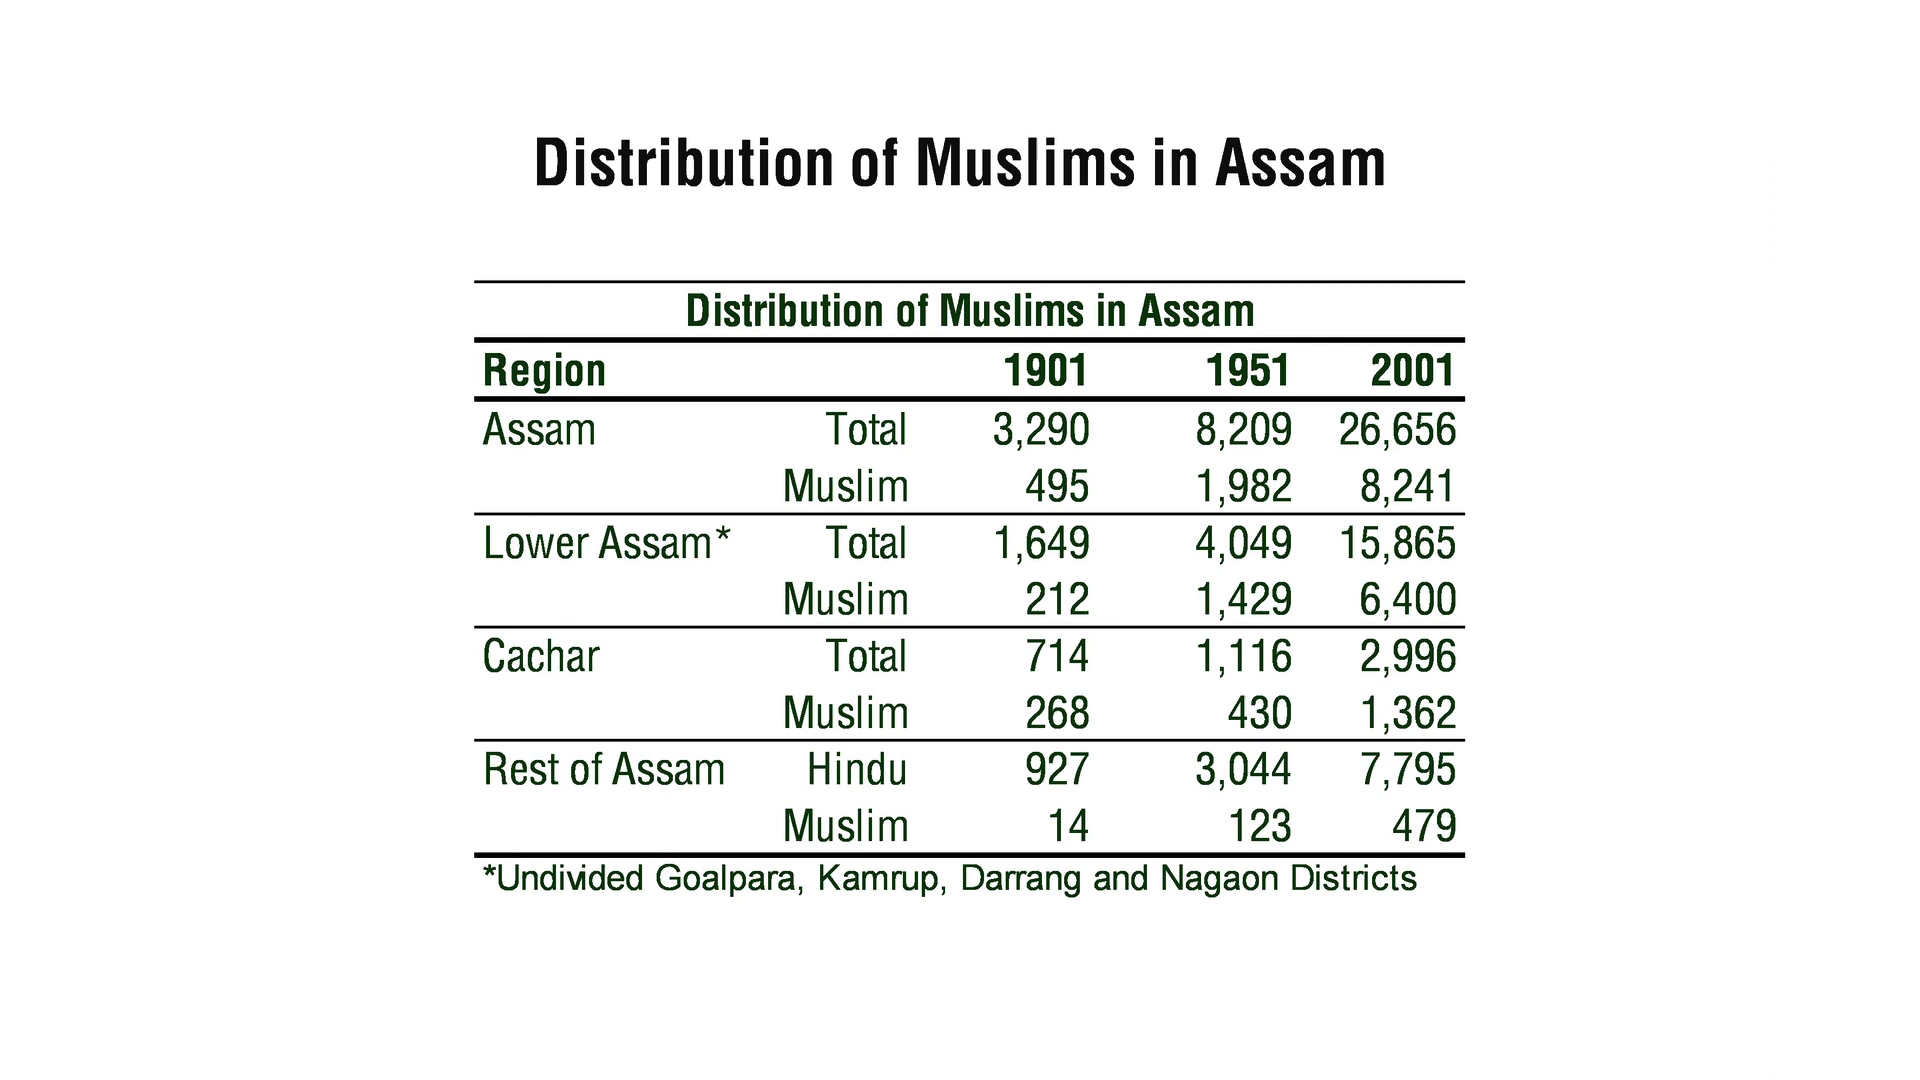 Distribution of Muslims in Assam
Distribution of Muslims in Assam
Region 1901 1951 2001
Assam Total 3,290 8,209 26,656
Muslim 495 1,982 8,241
Lower Assam* Total 1,649 4,049 15,865
Muslim 212 1,429 6,400
Cachar Total 714 1,116 2,996
Muslim 268 430 1,362
Rest of Assam Hindu 927 3,044 7,795
Muslim 14 123 479
*Undivided Goalpara, Kamrup, Darrang and Nagaon Districts